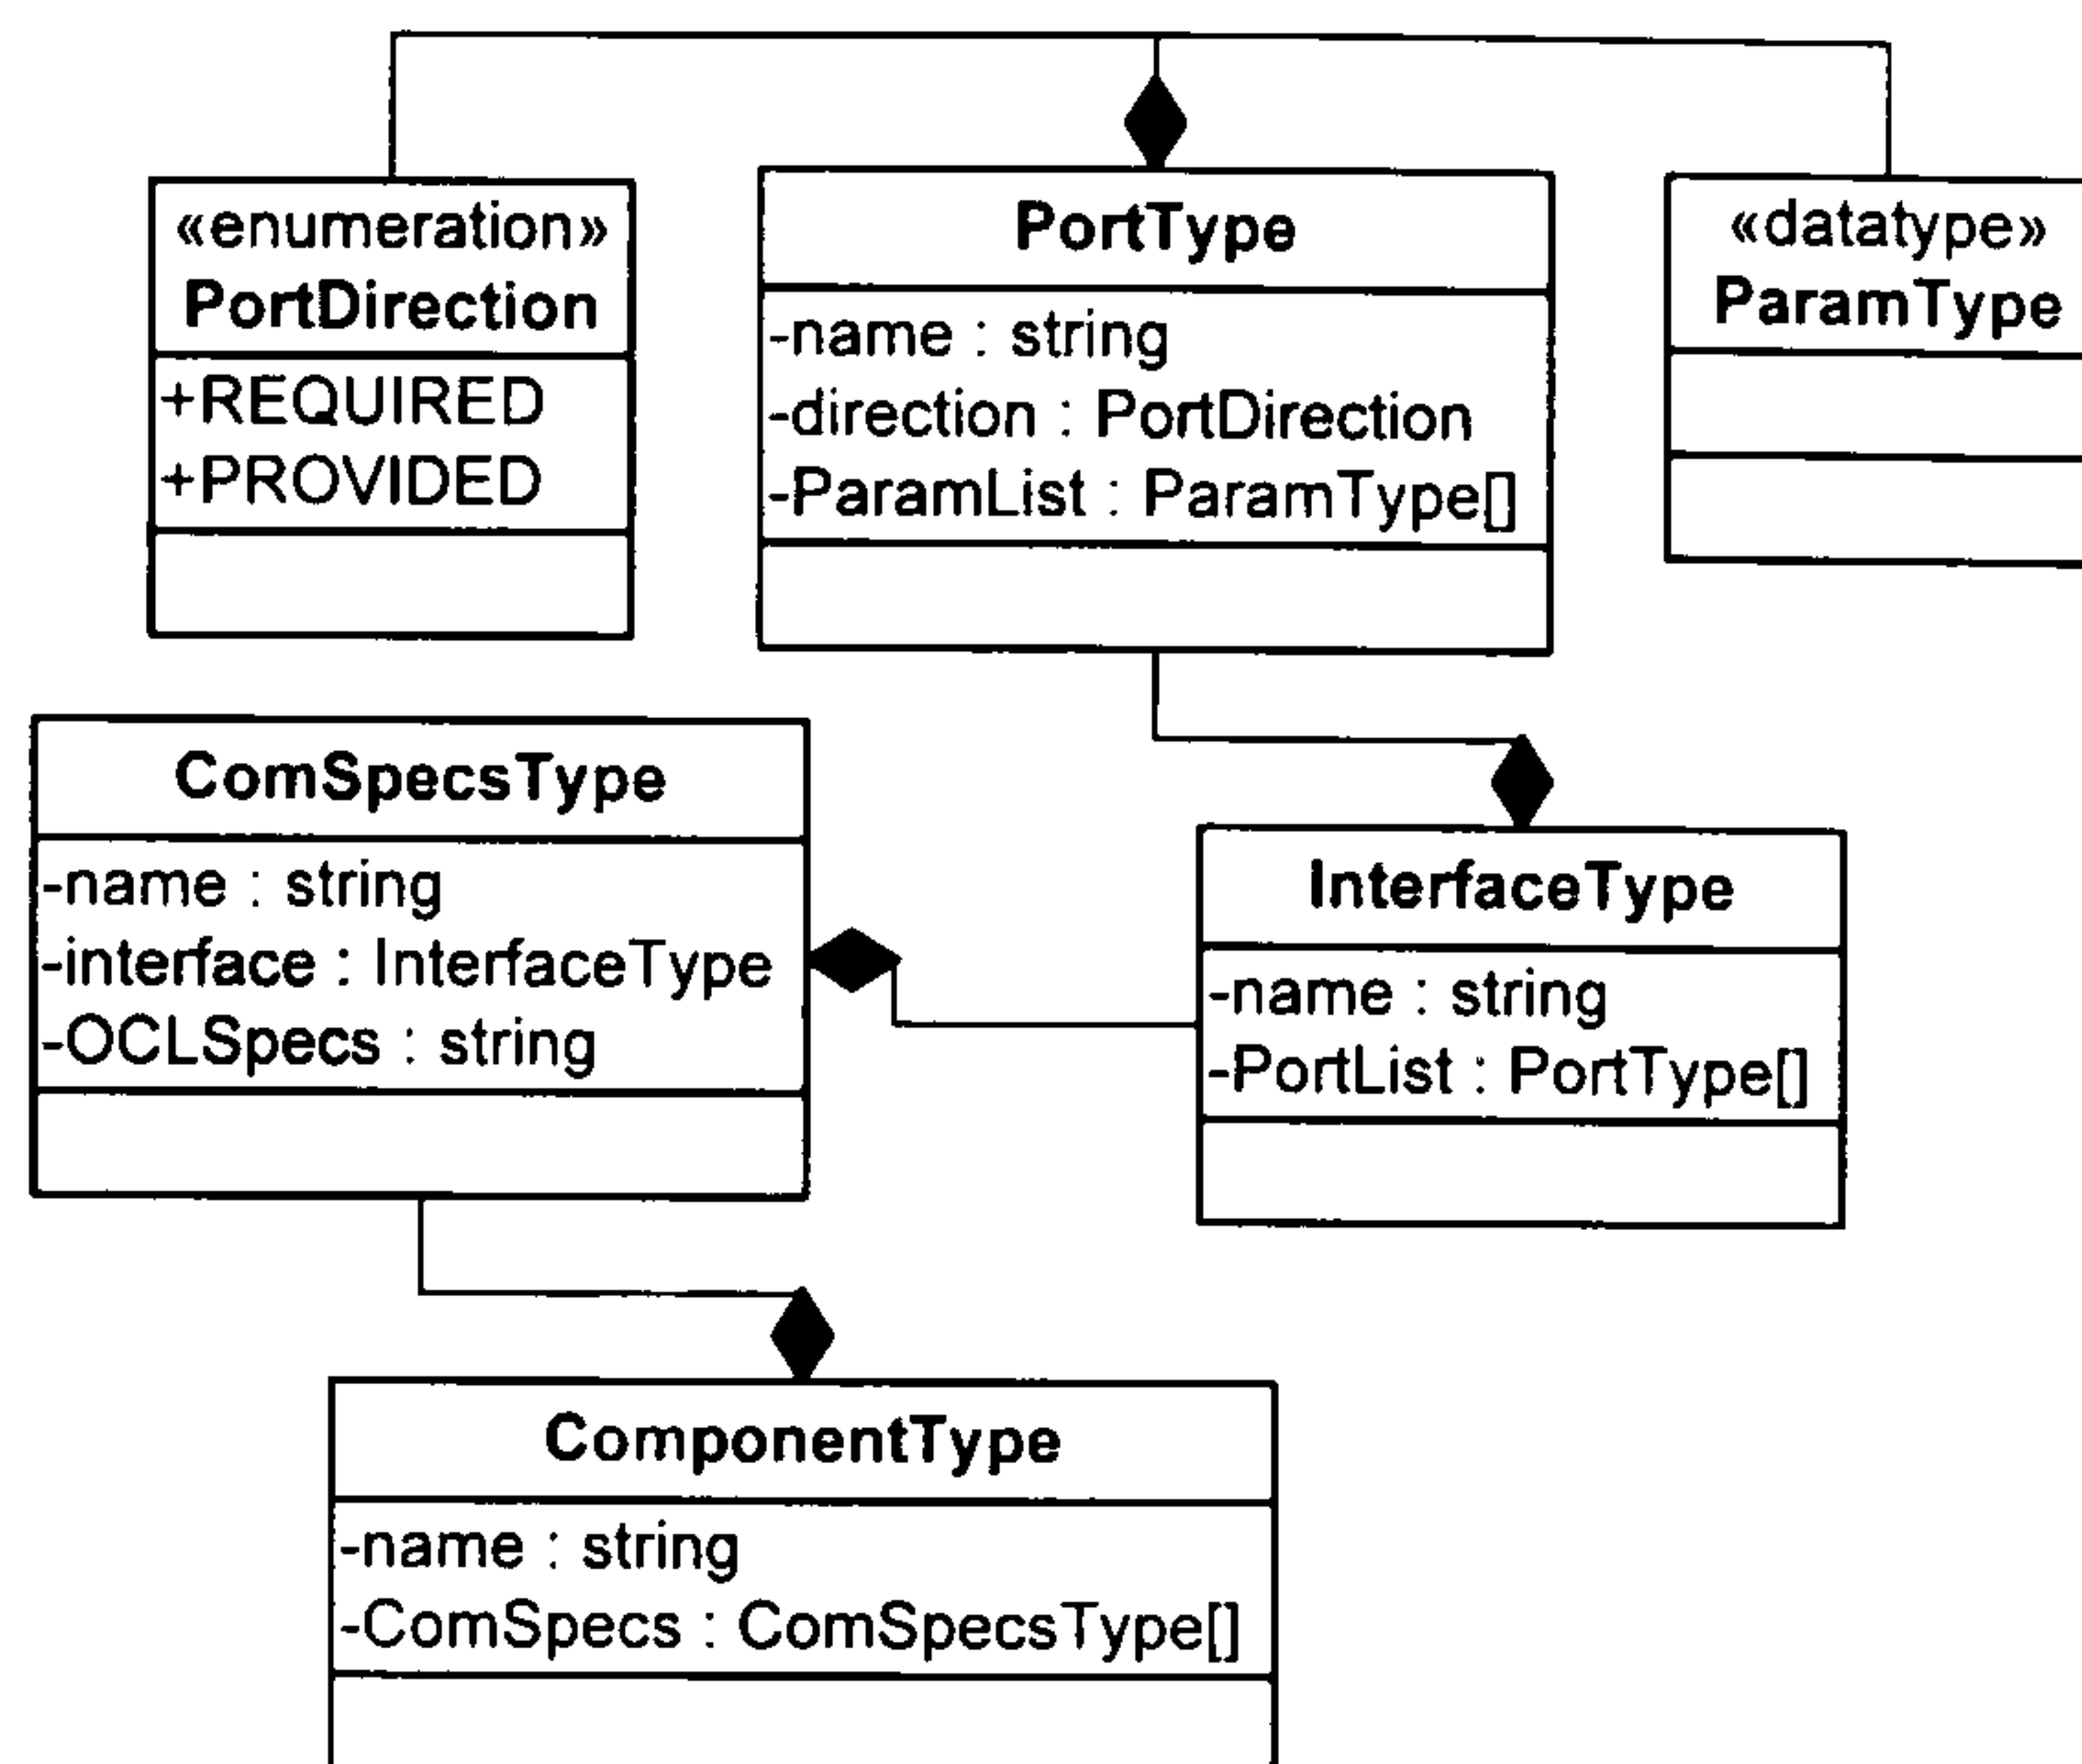 «enumeration»
PortDirection
+REQUIRED
+PROVIDED
PortType
-name : string
-direction : PortDirection
-ParamList : ParamType[]
«datatype»
ParamType
ComSpecsType
-name : string
-interface : InterfaceType
-OCLSpecs : string
InterfaceType
-name : string
-PortList : PortType[]
ComponentType
-name : string
-ComSpecs : ComSpecsType[]